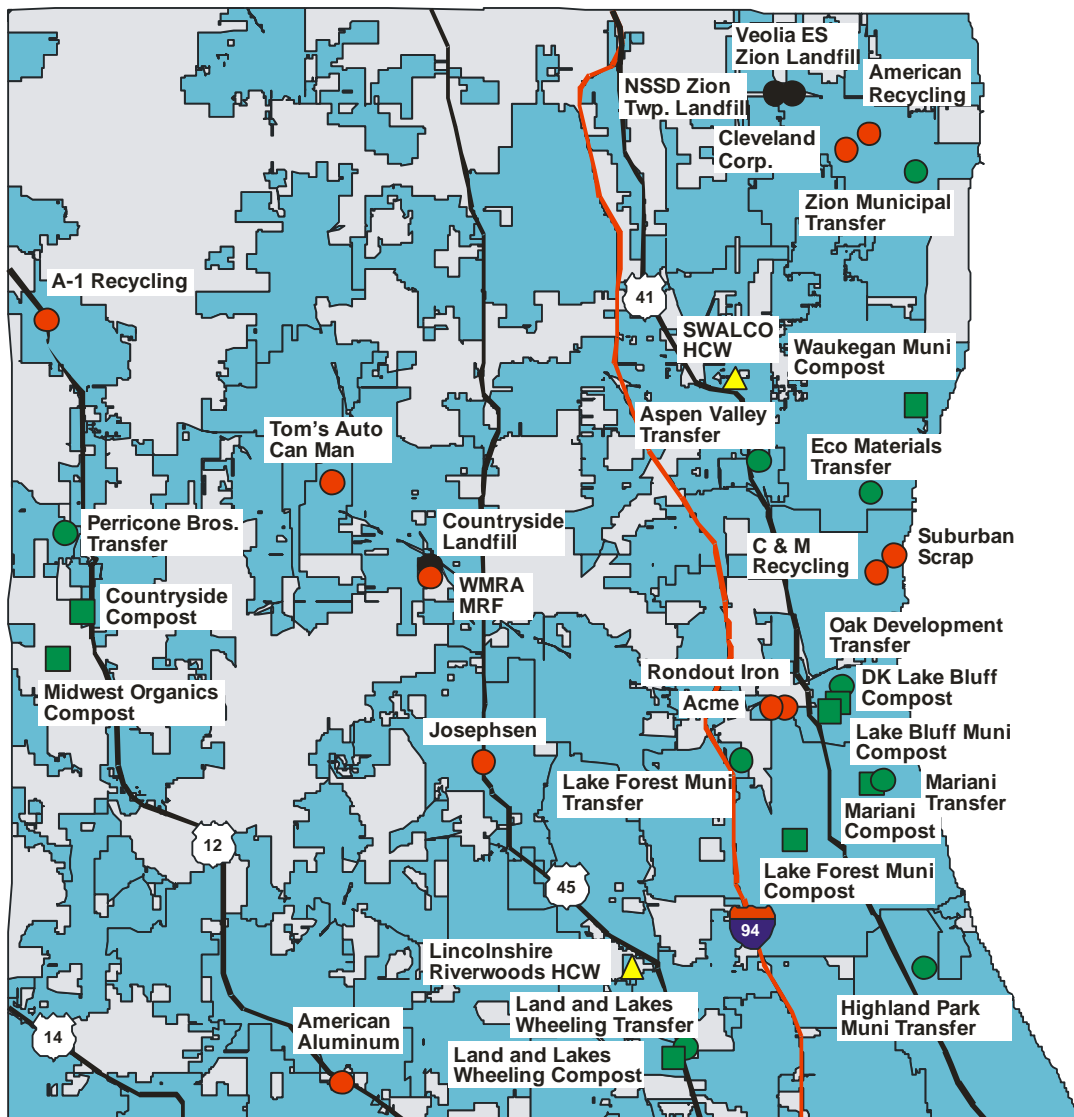 Veolia ES
Zion Landfill
American
Recycling
NSSD Zion
Twp. Landfill
Cleveland
Corp.
Zion Municipal
Transfer
A-1 Recycling
41
SWALCO
HCW
Waukegan Muni
Compost
Aspen Valley
Transfer
Tom's Auto
Can Man
Eco Materials
Transfer
Perricone Bros.
Transfer
Countryside
Landfill
C & M
Recycling
Suburban
Scrap
WMRA
MRF
Countryside
Compost
Oak Development
Transfer
Midwest Organics
Compost
Rondout Iron
DK Lake Bluff
Compost
Acme
Josephsen
Lake Bluff Muni
Compost
Lake Forest Muni
Transfer
Mariani
Transfer
Mariani
Compost
12
Lake Forest Muni
Compost
45
94
Lincolnshire
Riverwoods HCW
Land and Lakes
Wheeling Transfer
Highland Park
Muni Transfer
14
American
Aluminum
Land and Lakes
Wheeling Compost